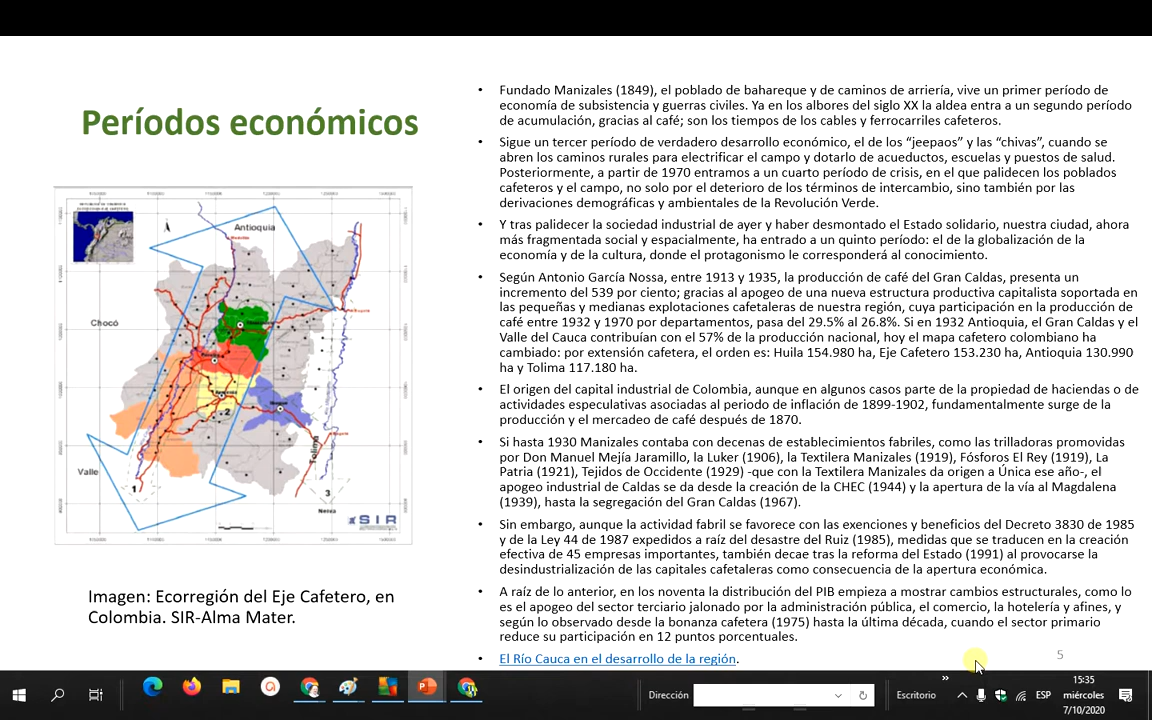 Períodos económicos
Antioquia
Chocó
Valle
Tolima
1
2
3
Neiva
SIR
Imagen: Ecorregión del Eje Cafetero, en
Colombia. SIR-Alma Mater.
• Fundado Manizales (1849), el poblado de bahareque y de caminos de arriería, vive un primer período de
economía de subsistencia y guerras civiles. Ya en los albores del siglo XX la aldea entra a un segundo período
de acumulación, gracias al café; son los tiempos de los cables y ferrocarriles cafeteros.
• Sigue un tercer período de verdadero desarrollo económico, el de los “jeepaos” y las “chivas”, cuando se
abren los caminos rurales para electrificar el campo y dotarlo de acueductos, escuelas y puestos de salud.
Posteriormente, a partir de 1970 entramos a un cuarto período de crisis, en el que palidecen los poblados
cafeteros y el campo, no solo por el deterioro de los términos de intercambio, sino también por las
derivaciones demográficas y ambientales de la Revolución Verde.
• Y tras palidecer la sociedad industrial de ayer y haber desmontado el Estado solidario, nuestra ciudad, ahora
más fragmentada social y espacialmente, ha entrado a un quinto período: el de la globalización de la
economía y de la cultura, donde el protagonismo le corresponderá al conocimiento.
• Según Antonio García Nossa, entre 1913 y 1935, la producción de café del Gran Caldas, presenta un
incremento del 539 por ciento; gracias al apogeo de una nueva estructura productiva capitalista soportada en
las pequeñas y medianas explotaciones cafetaleras de nuestra región, cuya participación en la producción de
café entre 1932 y 1970 por departamentos, pasa del 29.5% al 26.8%. Si en 1932 Antioquia, el Gran Caldas y el
Valle del Cauca contribuían con el 57% de la producción nacional, hoy el mapa cafetero colombiano ha
cambiado: por extensión cafetera, el orden es: Huila 154.980 ha, Eje Cafetero 153.230 ha, Antioquia 130.990
ha y Tolima 117.180 ha.
• El origen del capital industrial de Colombia, aunque en algunos casos parte de la propiedad de haciendas o de
actividades especulativas asociadas al periodo de inflación de 1899-1902, fundamentalmente surge de la
producción y el mercadeo de café después de 1870.
• Si hasta 1930 Manizales contaba con decenas de establecimientos fabriles, como las trilladoras promovidas
por Don Manuel Mejía Jaramillo, la Luker (1906), la Textilera Manizales (1919), Fósforos El Rey (1919), La
Patria (1921), Tejidos de Occidente (1929) -que con la Textilera Manizales da origen a Única ese año-, el
apogeo industrial de Caldas se da desde la creación de la CHEC (1944) y la apertura de la vía al Magdalena
(1939), hasta la segregación del Gran Caldas (1967).
• Sin embargo, aunque la actividad fabril se favorece con las exenciones y beneficios del Decreto 3830 de 1985
y de la Ley 44 de 1987 expedidos a raíz del desastre del Ruiz (1985), medidas que se traducen en la creación
efectiva de 45 empresas importantes, también decae tras la reforma del Estado (1991) al provocarse la
desindustrialización de las capitales cafetaleras como consecuencia de la apertura económica.
• A raíz de lo anterior, en los noventa la distribución del PIB empieza a mostrar cambios estructurales, como lo
es el apogeo del sector terciario jalonado por la administración pública, el comercio, la hotelería y afines, y
según lo observado desde la bonanza cafetera (1975) hasta la última década, cuando el sector primario
reduce su participación en 12 puntos porcentuales.
• El Río Cauca en el desarrollo de la región.
5
Dirección
Escritorio
ESP
15:35
miércoles
7/10/2020